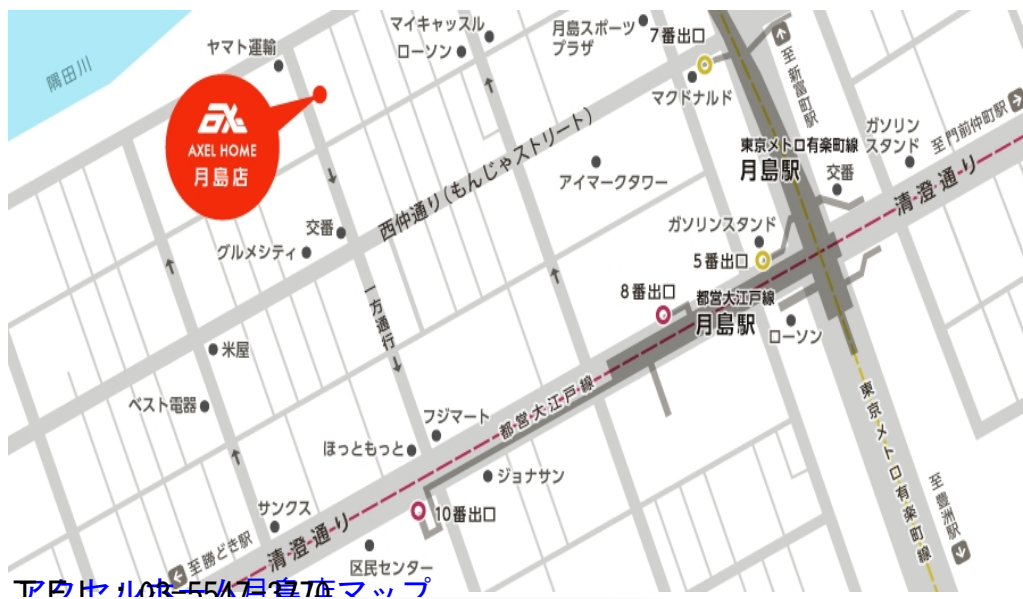 隅田川
ヤマト運輸
AXEL HOME
月島店
マイキャッスル
ローソン
月島スポーツ
プラザ
7番出口
マクドナルド
至新富町駅
ガソリン
スタンド
至門前仲町駅
東京メトロ有楽町線
月島駅
交番
清澄通り
アイマークタワー
西仲通り(もんじゃストリート)
交番
グルメシティ
ガソリンスタンド
5番出口
8番出口
都営大江戸線
月島駅
ローソン
一方通行
米屋
ベスト電器
フジマート
ほっともっと
都営大江戸線
ジョナサン
東京メトロ有楽町線
至豊洲駅
サンクス
10番出口
清澄通り
至勝どき駅
区民センター